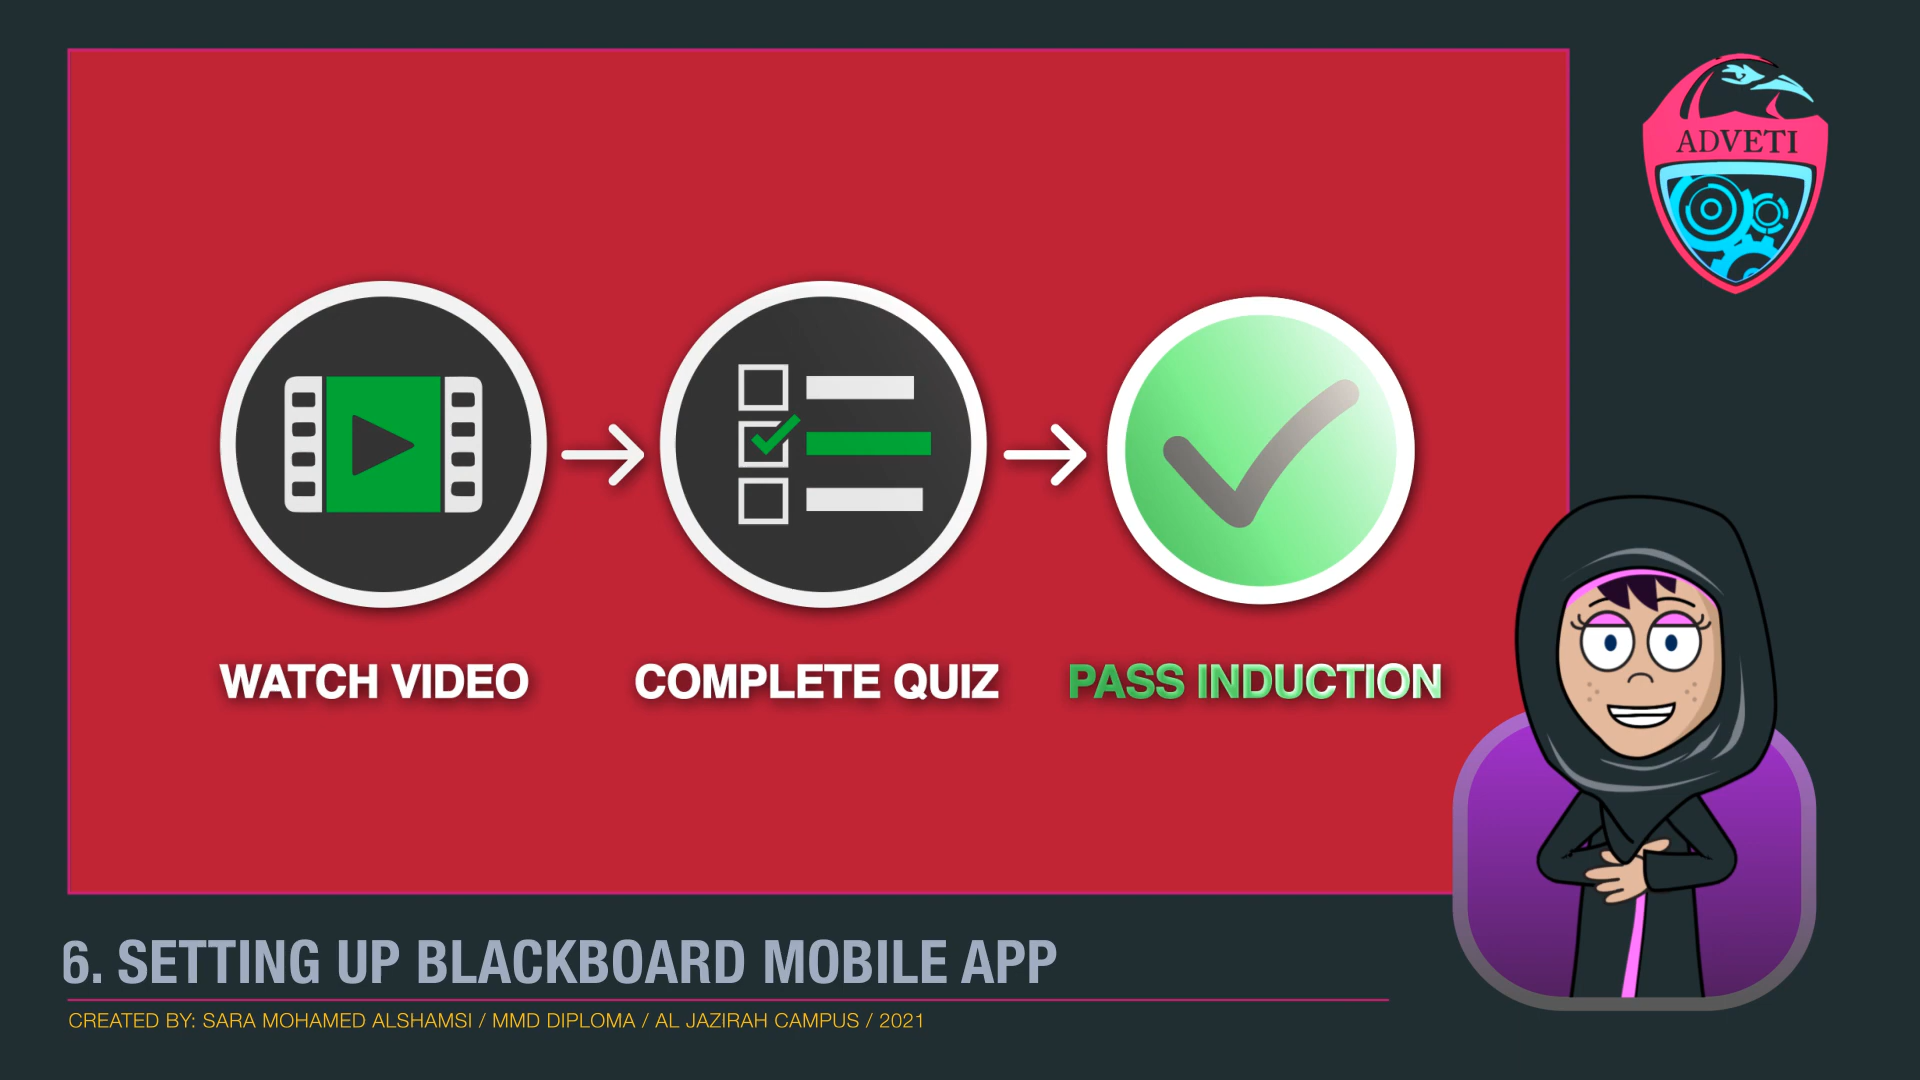 ADVETI
WATCH VIDEO
COMPLETE QUIZ
PASS INDUCTION
6. SETTING UP BLACKBOARD MOBILE APP
CREATED BY: SARA MOHAMED ALSHAMSI / MMD DIPLOMA / AL JAZIRAH CAMPUS / 2021